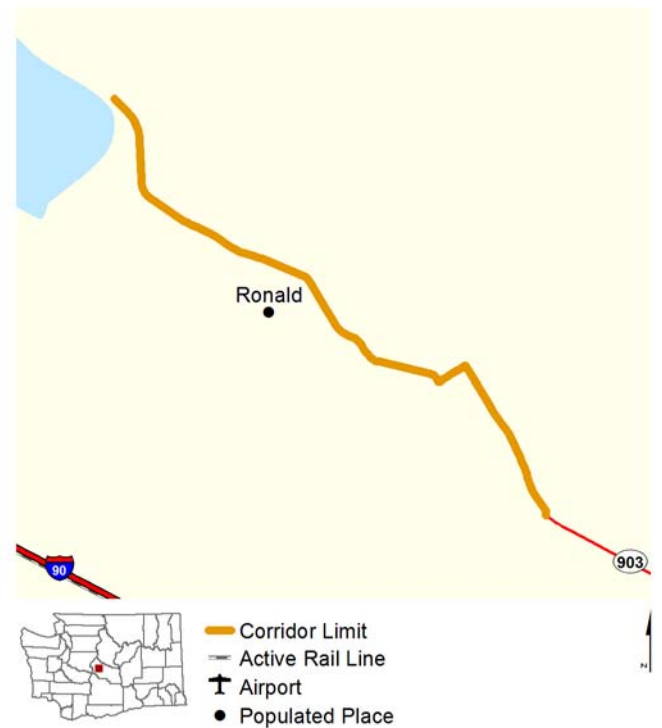 Ronald
90
903
Corridor Limit
Active Rail Line
Airport
Populated Place
N